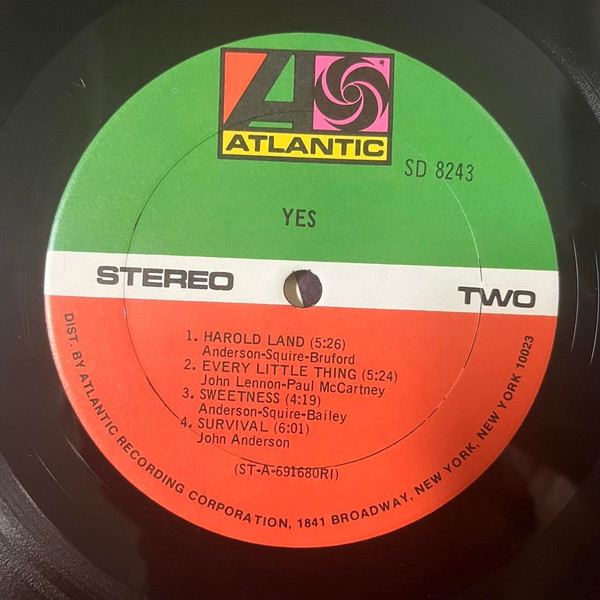 ATLANTIC
SD 8243
YES
STEREO
TWO
1. HAROLD LAND (5:26)
Anderson-Squire-Bruford
2. EVERY LITTLE THING (5:24)
John Lennon-Paul McCartney
3. SWEETNESS (4:19)
Anderson-Squire-Bailey
4. SURVIVAL (6:01)
John Anderson
(ST-A-691680RI)
DIST. BY ATLANTIC RECORDING CORPORATION, 1841 BROADWAY, NEW YORK, NEW YORK 10023